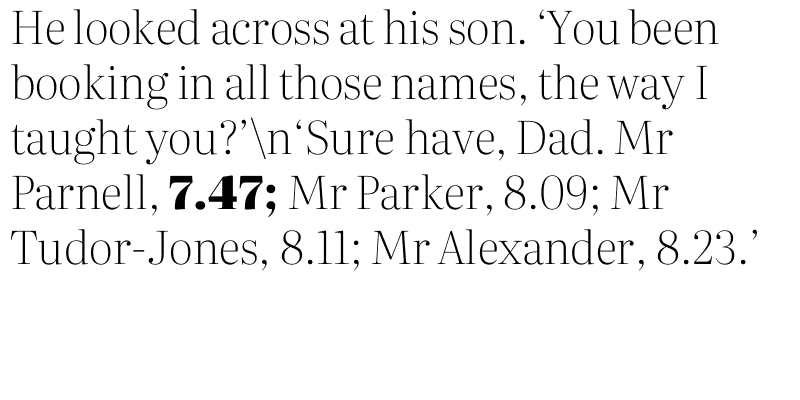 He looked across at his son. ‘You been
booking in all those names, the way I
taught you?’\n‘Sure have, Dad. Mr
Parnell, 7.47; Mr Parker, 8.09; Mr
Tudor-Jones, 8.11; Mr Alexander, 8.23.’